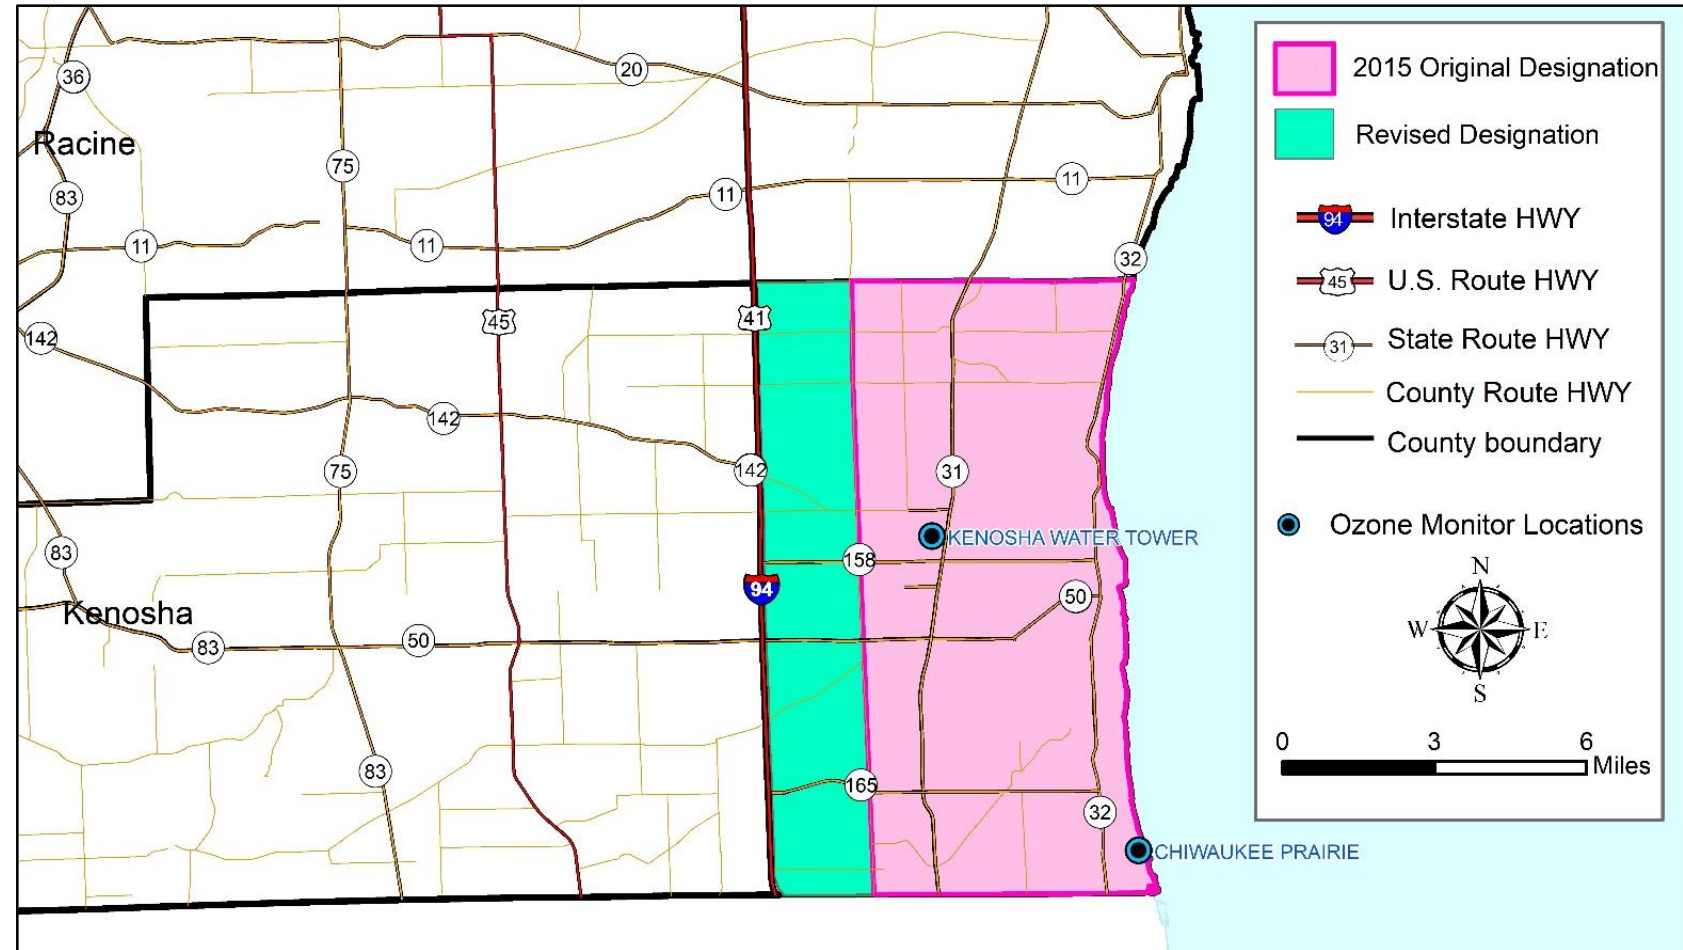 36
20
Racine
75
83
11
11
11
11
32
142
45
41
142
142
75
31
83
KENOSHA WATER TOWER
158
94
50
Kenosha
83
50
83
165
32
CHIWAUKEE PRAIRIE
2015 Original Designation
Revised Designation
94 Interstate HWY
45 U.S. Route HWY
31 State Route HWY
County Route HWY
County boundary
Ozone Monitor Locations
N
W E
S
0 3 6
Miles